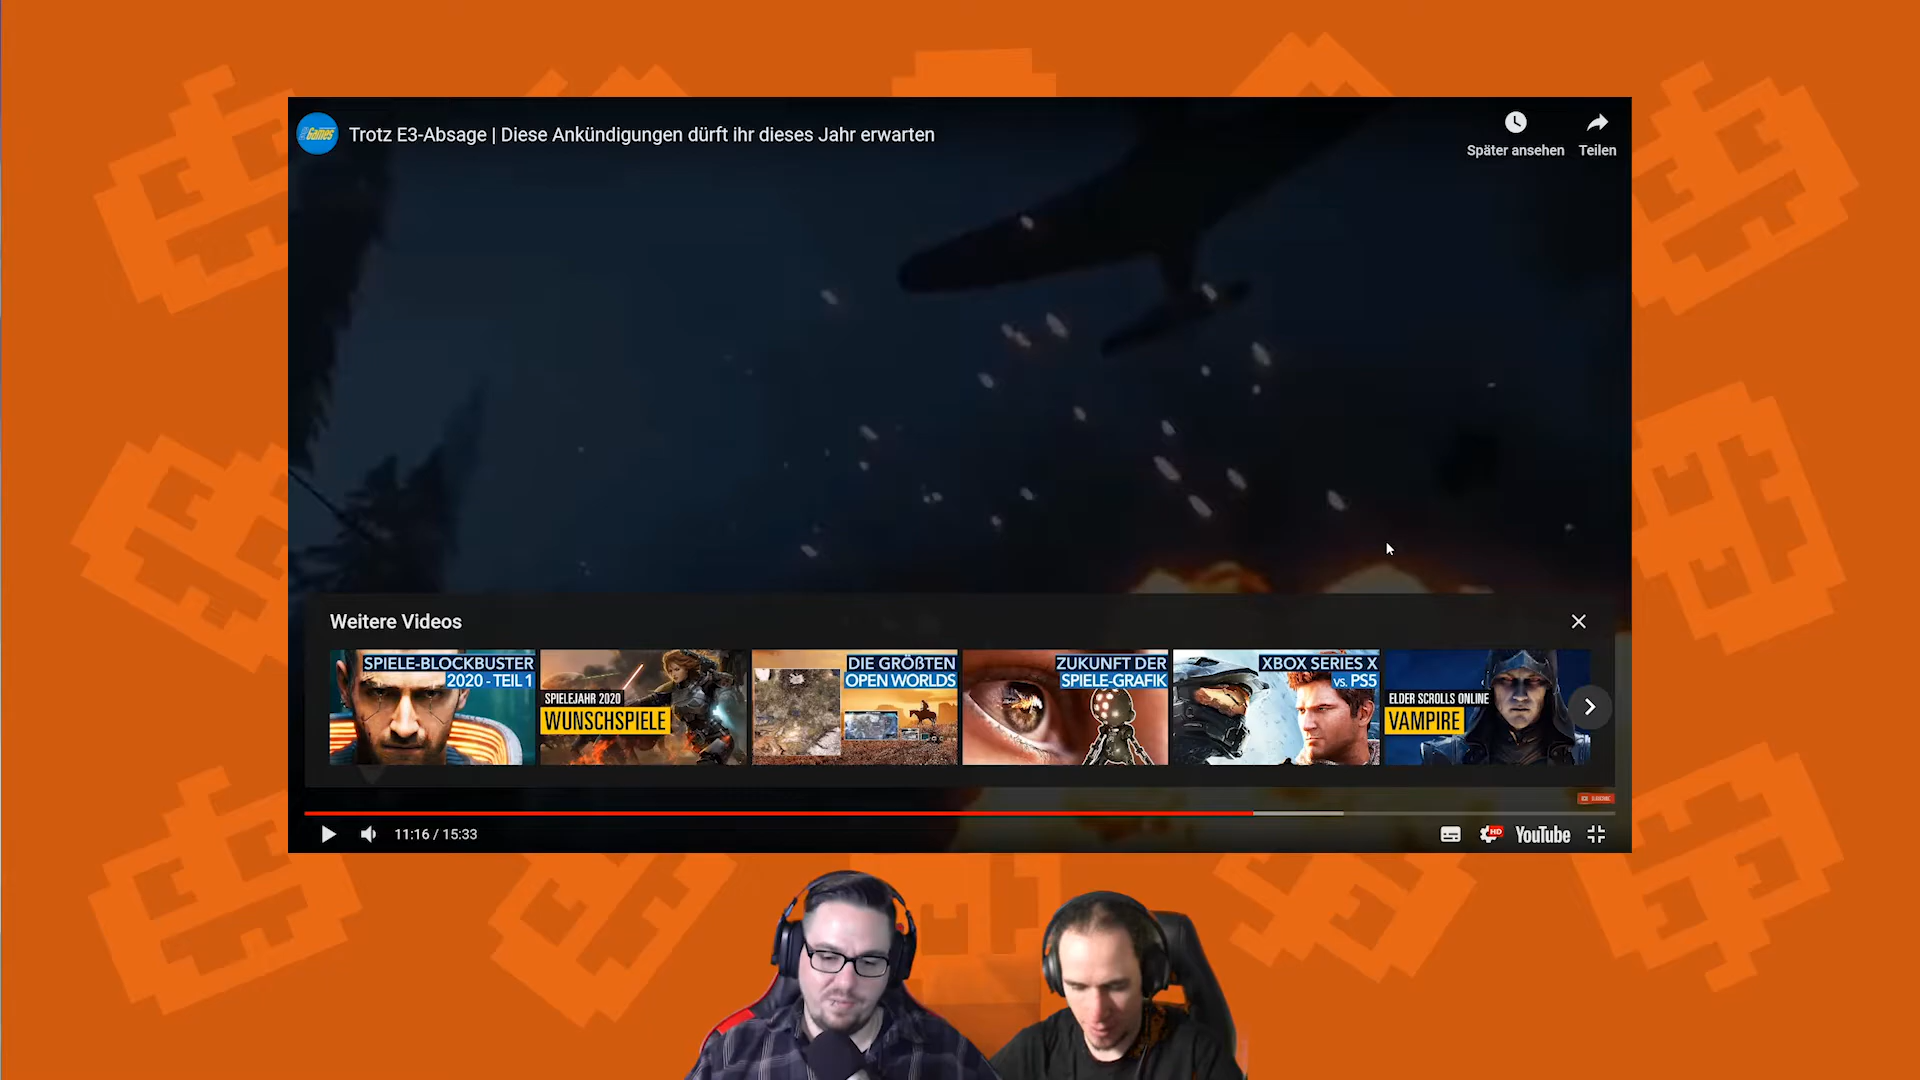 Games
Trotz E3-Absage | Diese Ankündigungen dürft ihr dieses Jahr erwarten
Später ansehen
Teilen
Weitere Videos
SPIELE-BLOCKBUSTER
2020 - TEIL 1
SPIELEJAHR 2020
WUNSCHSPIELE
DIE GRÖßTEN
OPEN WORLDS
ZUKUNFT DER
SPIELE-GRAFIK
XBOX SERIES X
VS. PS5
ELDER SCROLLS ONLINE
VAMPIRE
11:16 / 15:33
HD
YouTube